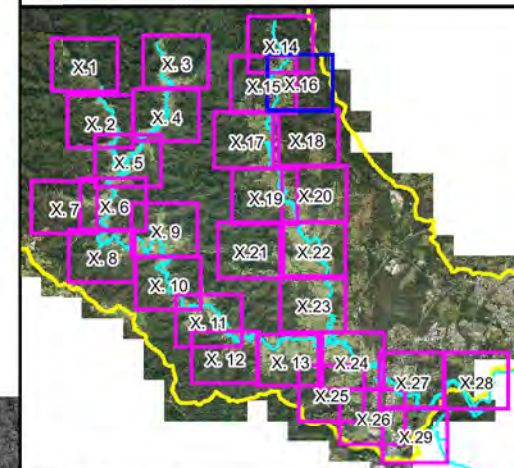 X.14
X.1
X. 3
X.15
X.16
X. 2
X. 4
X.17
X.18
X. 5
X. 7
X. 6
X.19
X.20
X. 9
X. 8
X.21
X.22
X. 10
X.23
X. 11
X. 12
X. 13
X.24
X.27
X.28
X.25
X.26
X.29